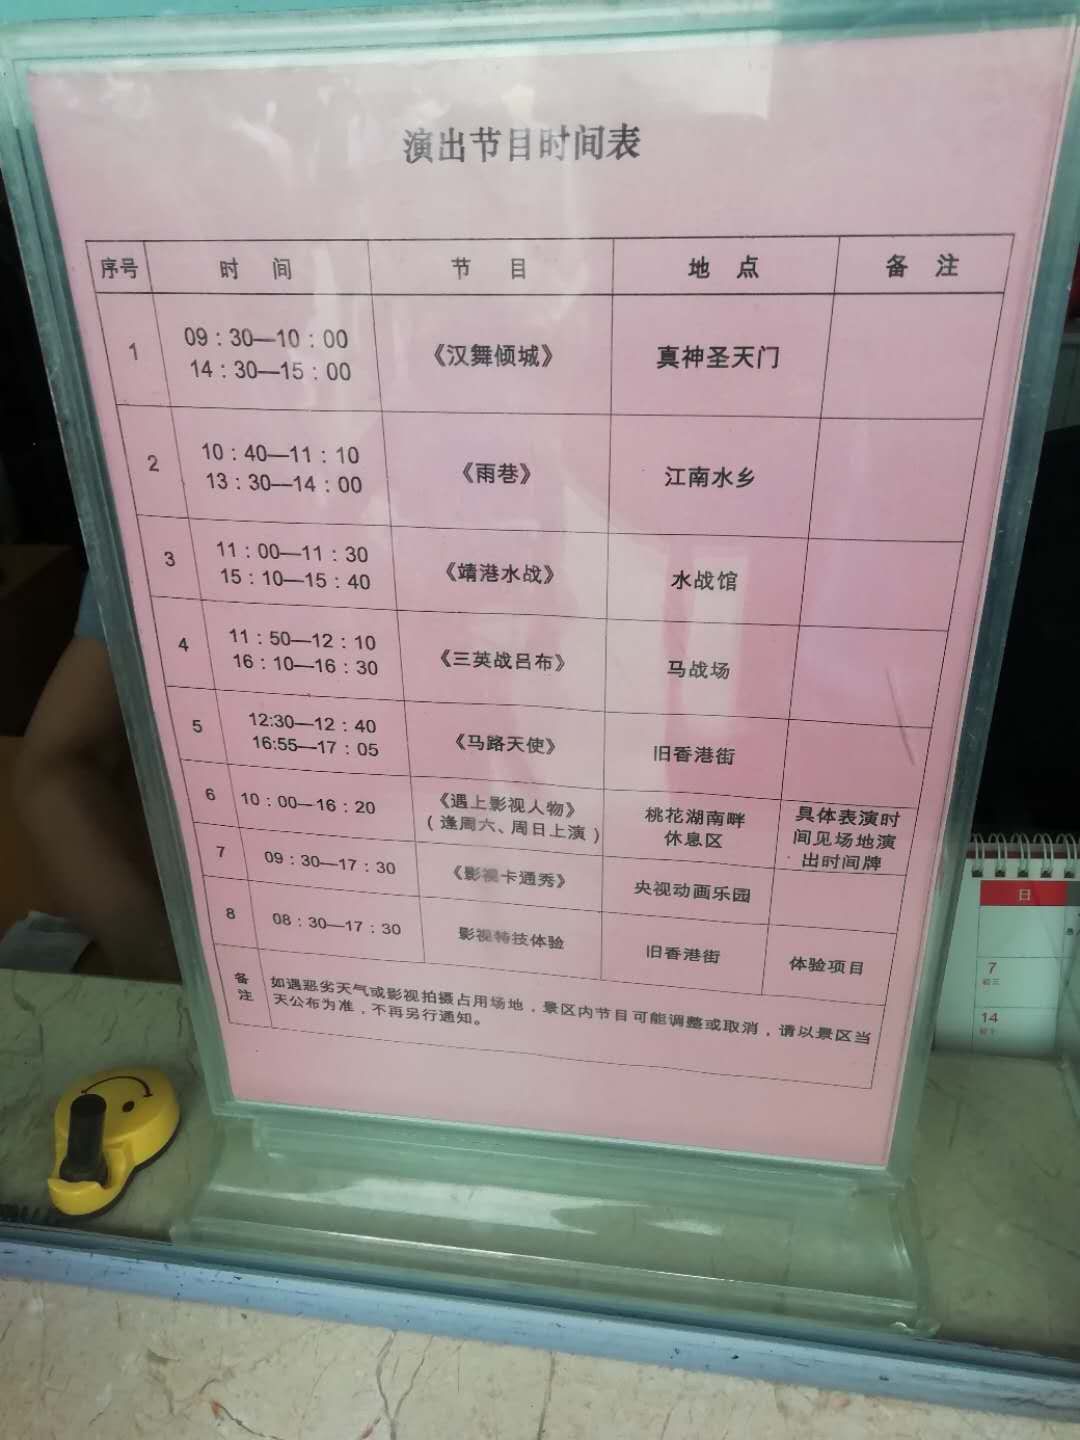 演出节目时间表
序号 时 间 节 目 地 点 备 注
1 09:30—10:00 《汉舞倾城》 真神圣天门
14:30—15:00
2 10:40—11:10 《雨巷》 江南水乡
13:30—14:00
3 11:00—11:30 《靖港水战》 水战馆
15:10—15:40
4 11:50—12:10 《三英战吕布》 马战场
16:10—16:30
5 12:30—12:40 《马路天使》 旧香港街
16:55—17:05
6 10:00—16:20 《遇上影视人物》
(逢周六、周日上演)
桃花湖南畔
休息区
具体表演时
间见场地演
出时间牌
7 09:30—17:30 《影视卡通秀》 央视动画乐园
8 08:30—17:30 影视特技体验 旧香港街 体验项目
备注
如遇恶劣天气或影视拍摄占用场地，景区内节目可能调整或取消，请以景区当
天公布为准，不再另行通知。
日
7
初三
14